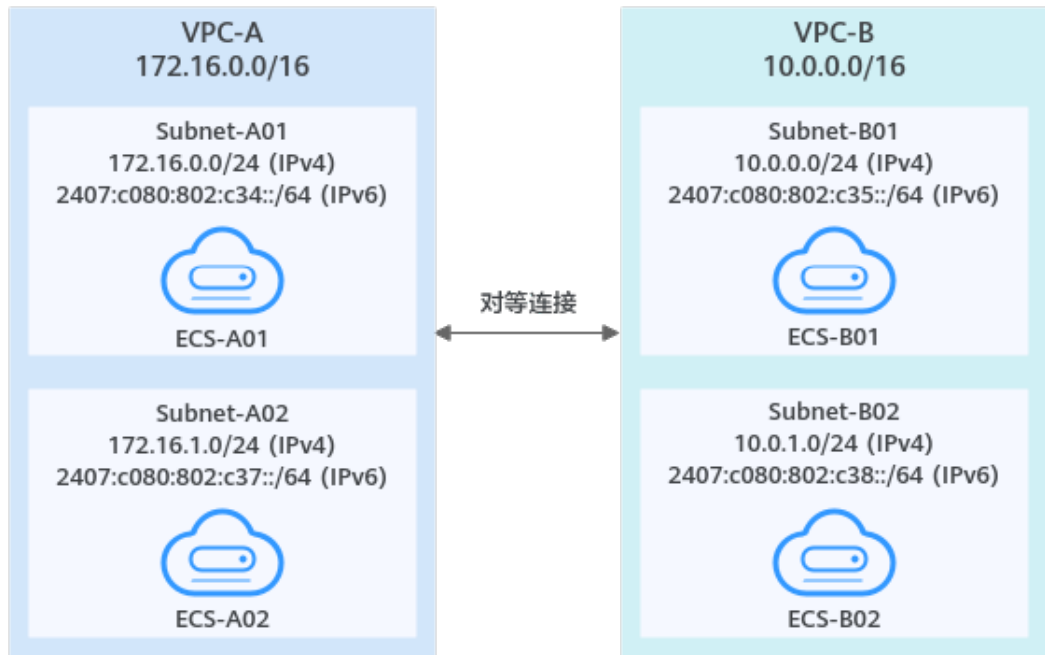 VPC-A
172.16.0.0/16
Subnet-A01
172.16.0.0/24 (IPv4)
2407:c080:802:c34::/64 (IPv6)
ECS-A01
Subnet-A02
172.16.1.0/24 (IPv4)
2407:c080:802:c37::/64 (IPv6)
ECS-A02
对等连接
VPC-B
10.0.0.0/16
Subnet-B01
10.0.0.0/24 (IPv4)
2407:c080:802:c35::/64 (IPv6)
ECS-B01
Subnet-B02
10.0.1.0/24 (IPv4)
2407:c080:802:c38::/64 (IPv6)
ECS-B02